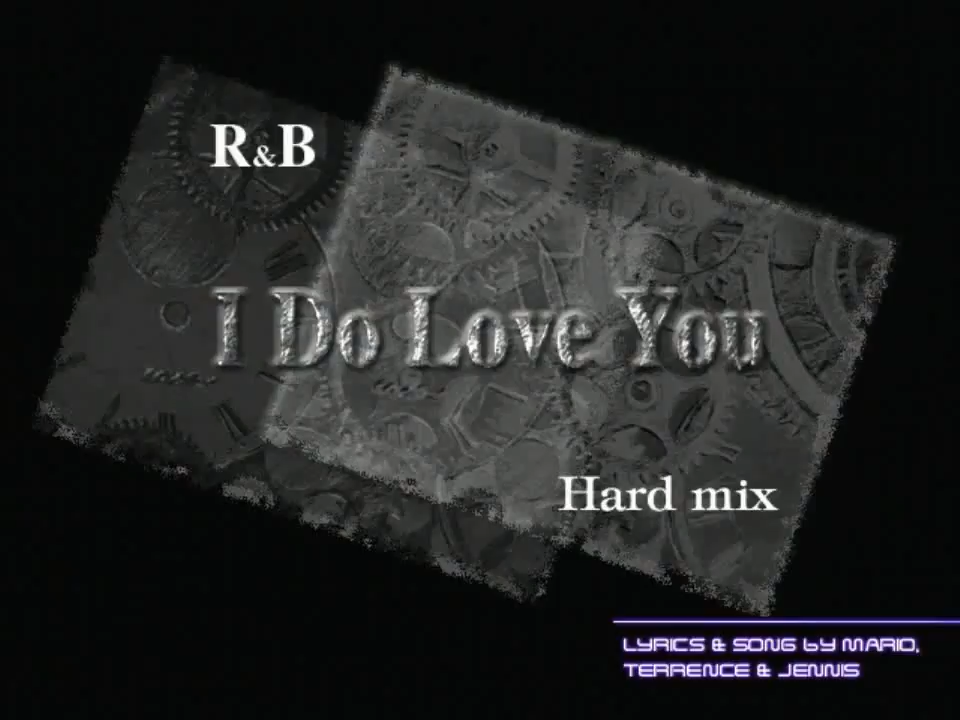 R&B
I Do Love You
Hard mix
LYRICS & SONG by MARIO,
TERRENCE & JENNIS